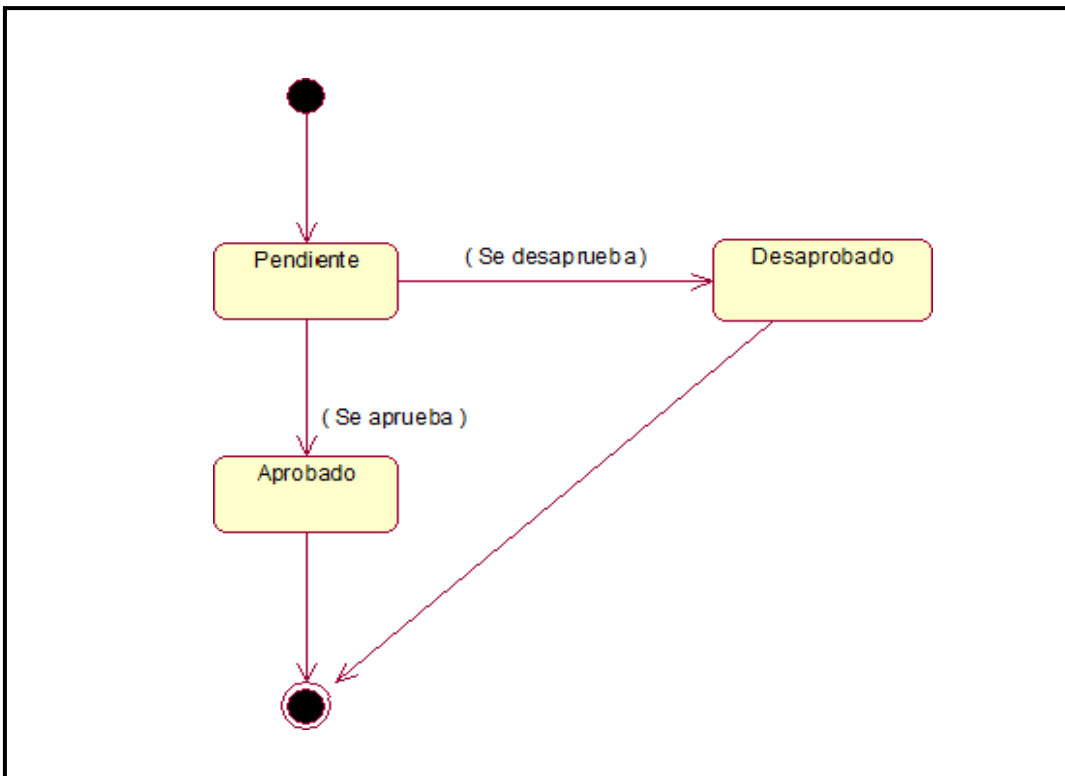 Pendiente
( Se desaprueba )
Desaprobado
( Se aprueba )
Aprobado